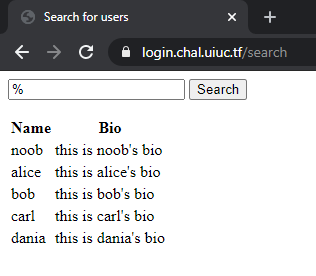 Search for users
login.chal.uiuc.tf/search
% Search
Name Bio
noob this is noob's bio
alice this is alice's bio
bob this is bob's bio
carl this is carl's bio
dania this is dania's bio